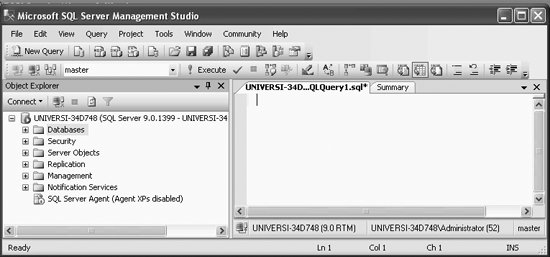 Microsoft SQL Server Management Studio
File Edit View Query Project Tools Window Community Help
New Query
master Execute
Object Explorer
Connect
UNIVERSI-34D748 (SQL Server 9.0.1399 - UNIVERSI-34
Databases
Security
Server Objects
Replication
Management
Notification Services
SQL Server Agent (Agent XPs disabled)
UNIVERSI-34D...QLQuery1.sql* Summary
UNIVERSI-34D748 (9.0 RTM) UNIVERSI-34D748\Administrator (52) master
Ready Ln 1 Col 1 Ch 1 INS